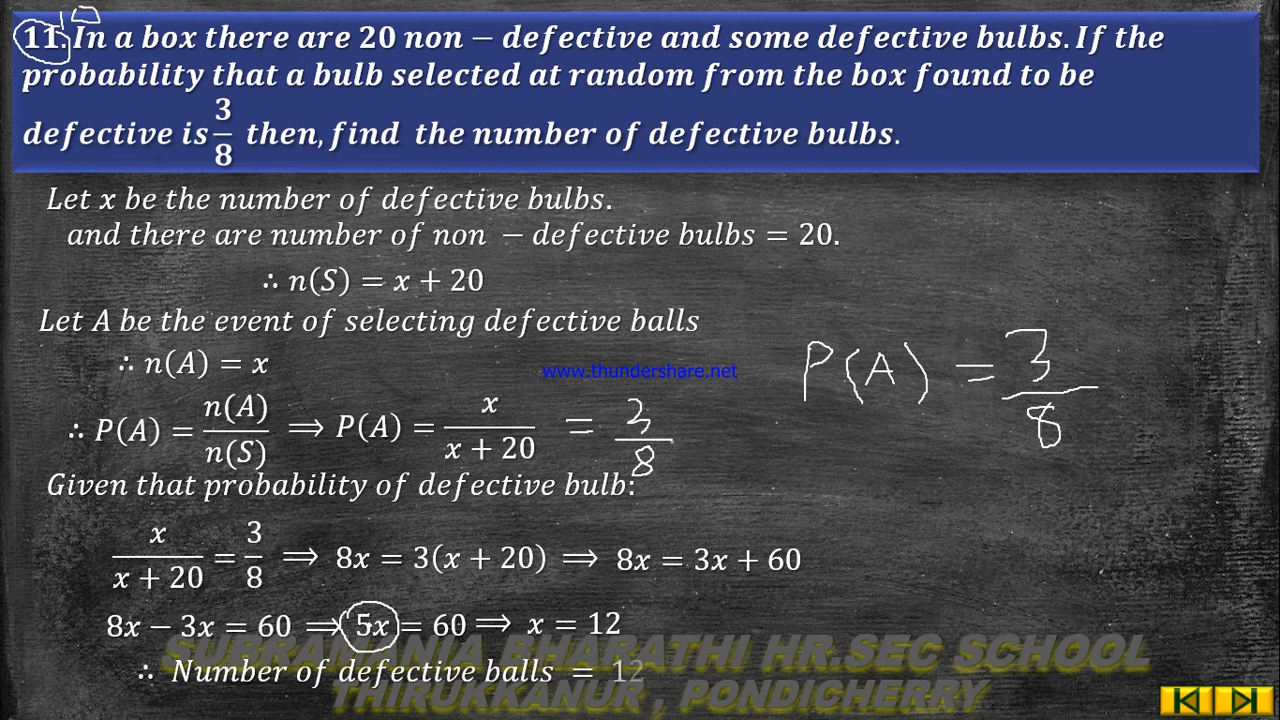 11. In a box there are 20 non − defective and some defective bulbs. If the
probability that a bulb selected at random from the box found to be
defective is 3/8 then, find the number of defective bulbs.
Let x be the number of defective bulbs.
and there are number of non − defective bulbs = 20.
∴ n(S) = x + 20
Let A be the event of selecting defective balls
∴ n(A) = x
www.thundershare.net
P(A) = 3/8
∴ P(A) = n(A)/n(S) ⟹ P(A) = x/(x + 20) = 3/8
Given that probability of defective bulb:
x/(x + 20) = 3/8 ⟹ 8x = 3(x + 20) ⟹ 8x = 3x + 60
8x − 3x = 60 ⟹ 5x = 60 ⟹ x = 12
SUBRAMANIA BHARATHI HR.SEC SCHOOL
∴ Number of defective balls = 12
THIRUKKANUR , PONDICHERRY